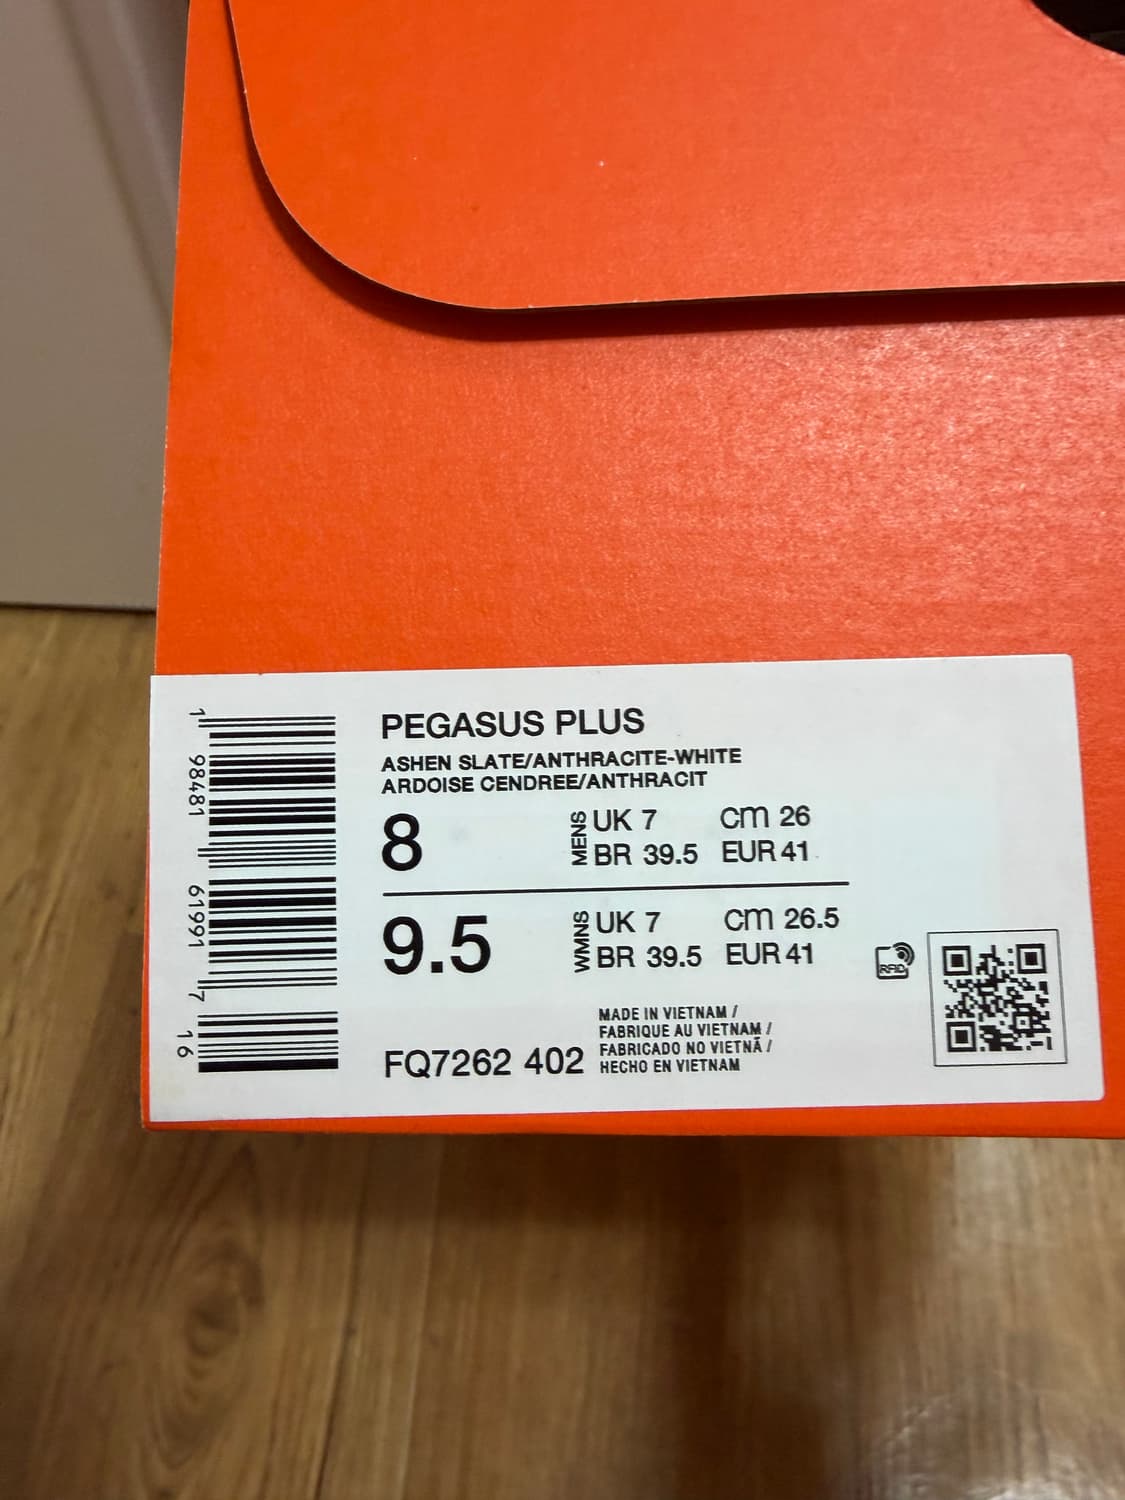 PEGASUS PLUS
ASHEN SLATE/ANTHRACITE-WHITE
ARDOISE CENDREE/ANTHRACIT
8 MENS UK 7 cm 26
BR 39.5 EUR 41
9.5 WMNS UK 7 cm 26.5
BR 39.5 EUR 41
RFID
MADE IN VIETNAM /
FABRIQUE AU VIETNAM /
FABRICADO NO VIETNÃ /
HECHO EN VIETNAM
FQ7262 402
1 98481 61991 7 16